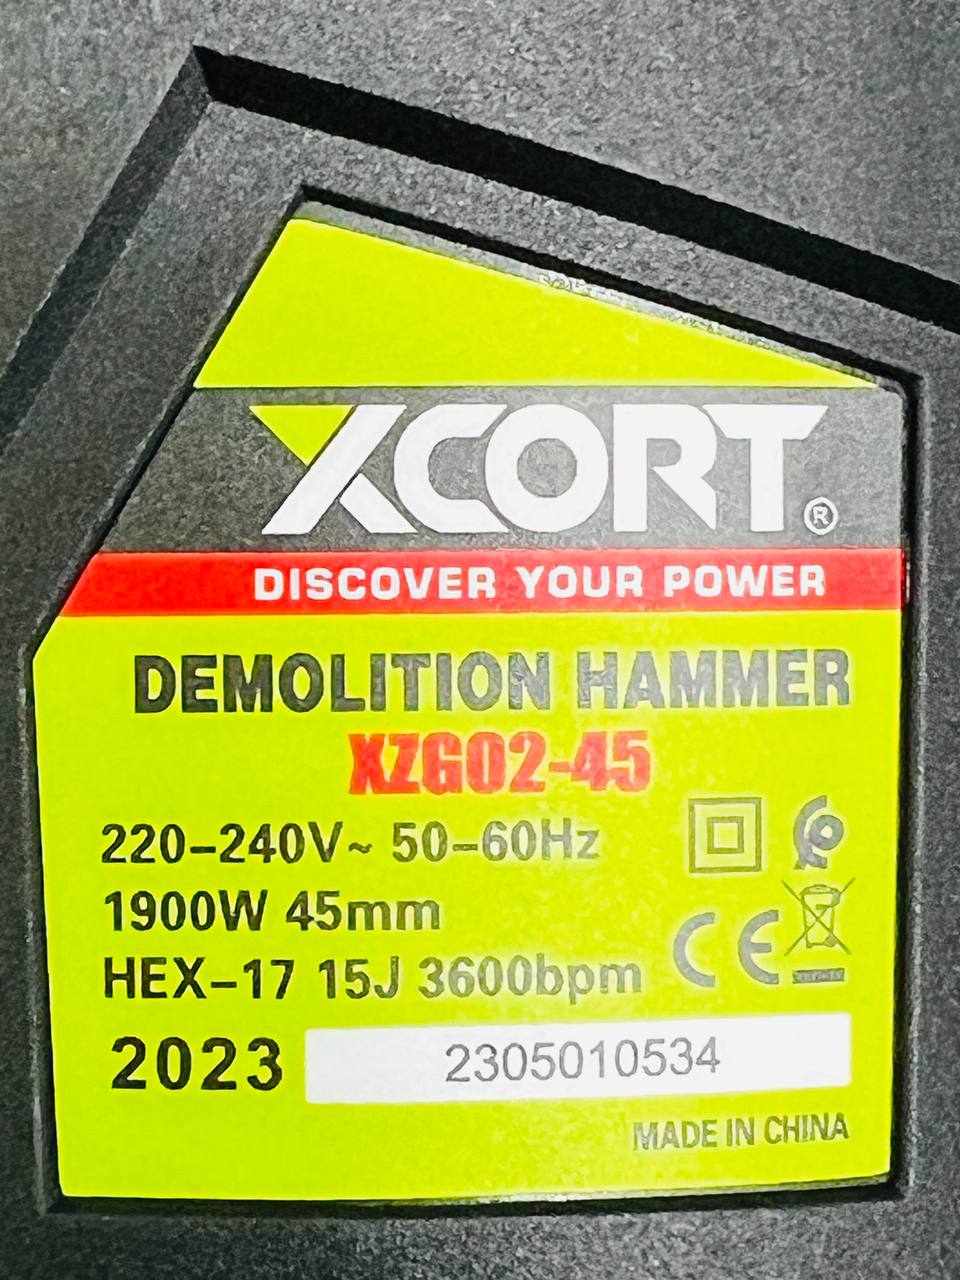 XCORT®
DISCOVER YOUR POWER
DEMOLITION HAMMER
XZG02-45
220-240V~ 50-60Hz
1900W 45mm
CE
HEX-17 15J 3600bpm
2023 2305010534
MADE IN CHINA